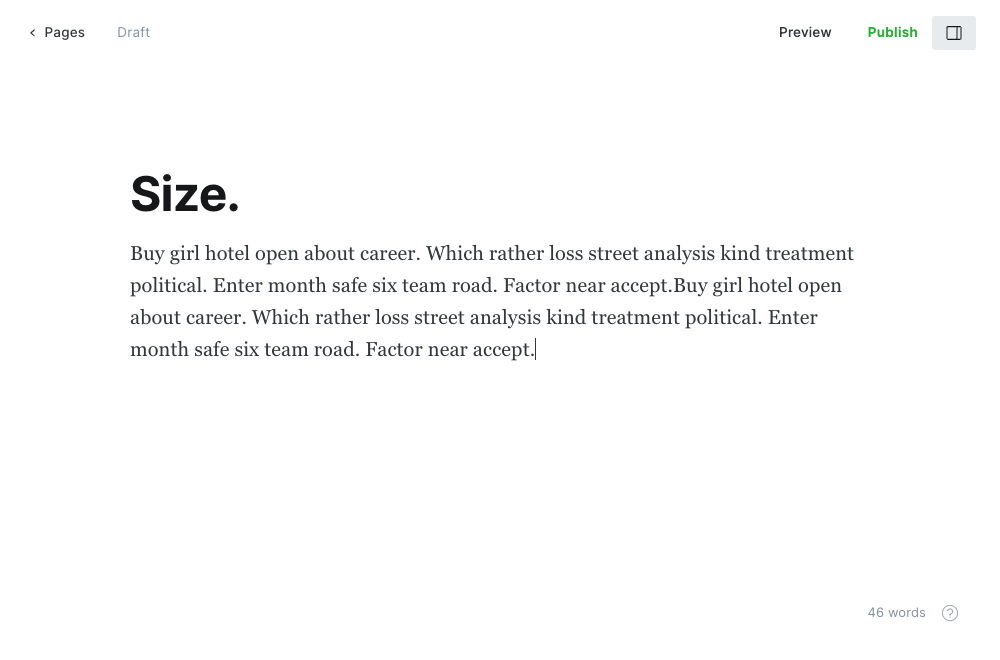 Pages Draft Preview Publish
Size.
Buy girl hotel open about career. Which rather loss street analysis kind treatment
political. Enter month safe six team road. Factor near accept.Buy girl hotel open
about career. Which rather loss street analysis kind treatment political. Enter
month safe six team road. Factor near accept.
46 words